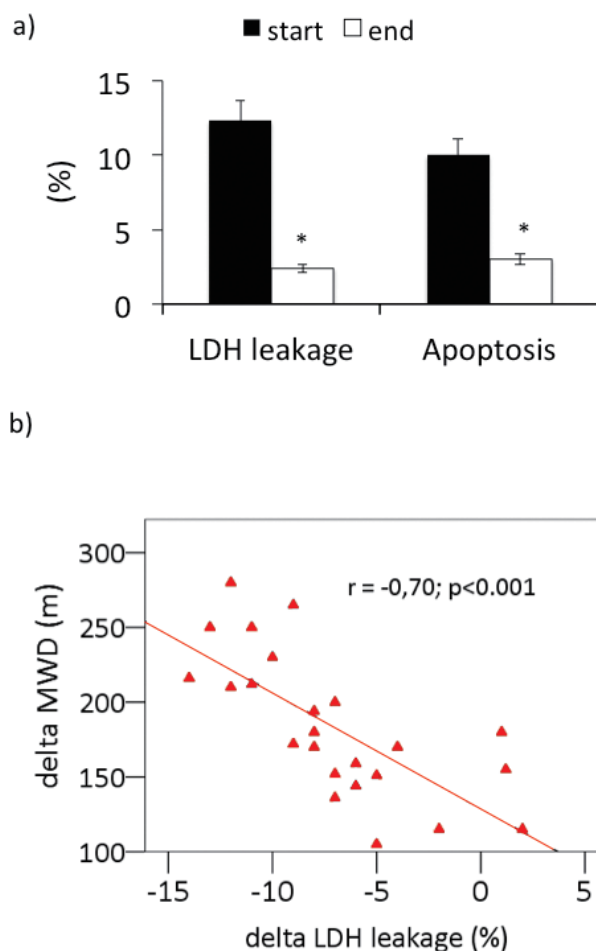 a)
start end
15
10
5
0
(%)
* *
LDH leakage Apoptosis
b)
300
250
200
150
100
delta MWD (m)
r = -0,70; p<0.001
-15 -10 -5 0 5
delta LDH leakage (%)